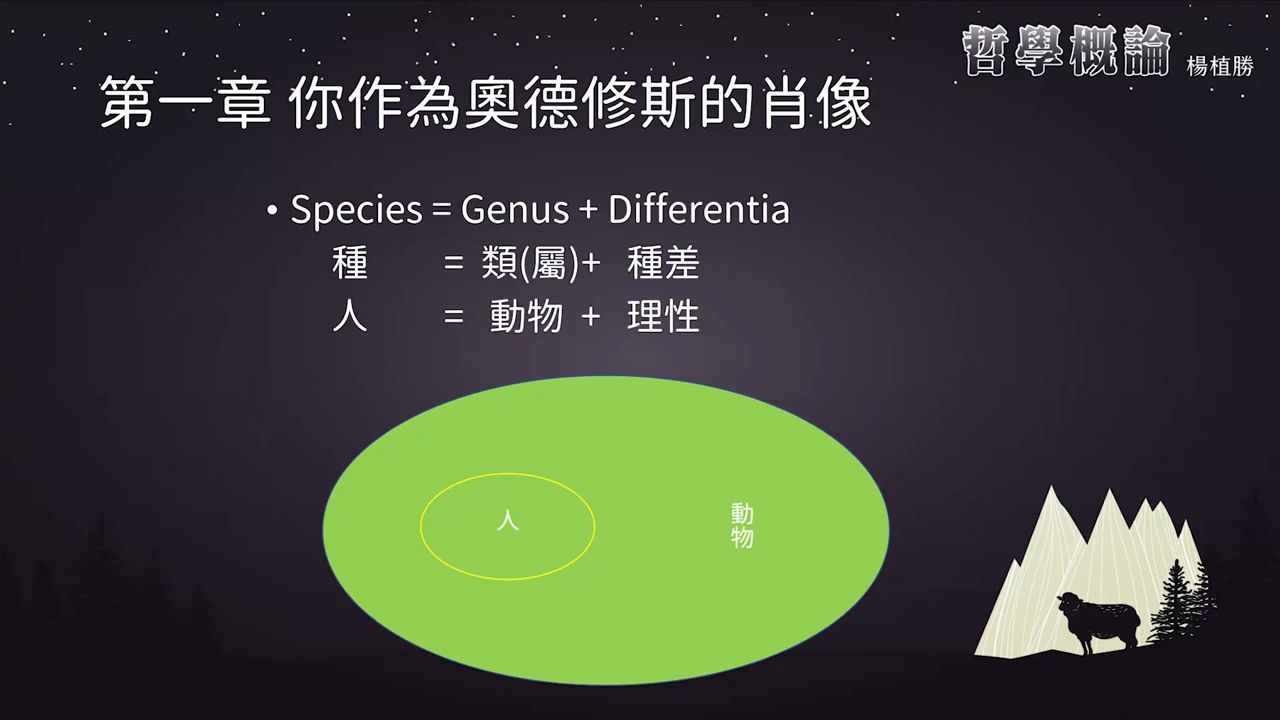 哲學概論 楊植勝
第一章 你作為奧德修斯的肖像
• Species = Genus + Differentia
種 = 類(屬)+ 種差
人 = 動物 + 理性
人
動物